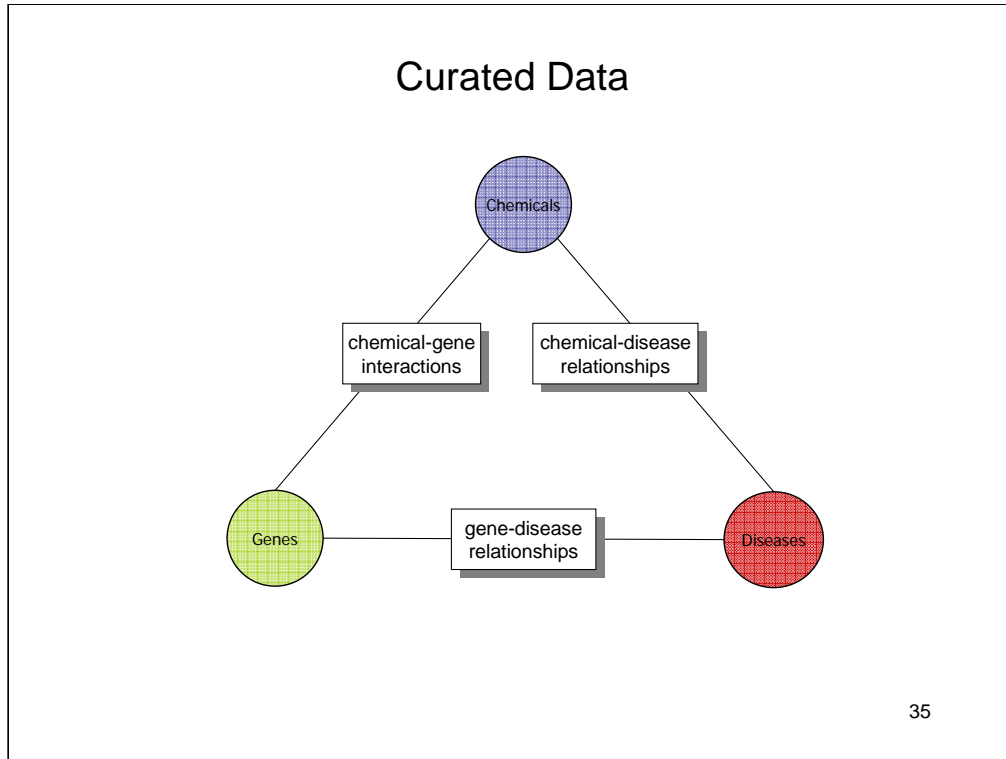 Curated Data
Chemicals
chemical-gene
interactions
chemical-disease
relationships
Genes
gene-disease
relationships
Diseases
35